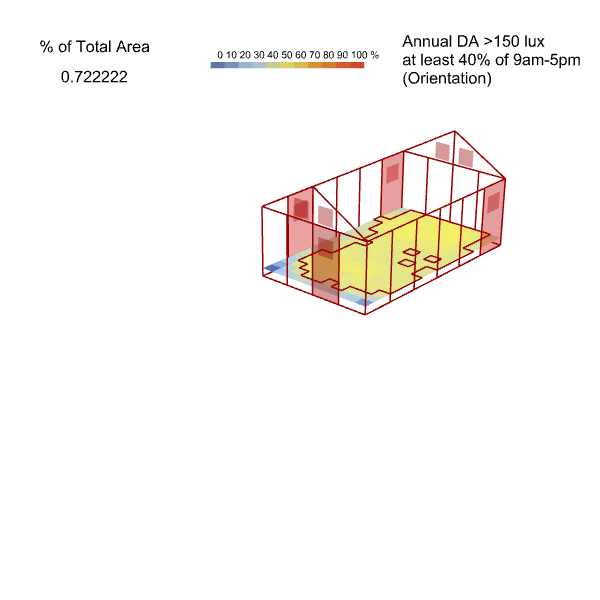 % of Total Area
0.722222
0 10 20 30 40 50 60 70 80 90 100 %
Annual DA >150 lux
at least 40% of 9am-5pm
(Orientation)